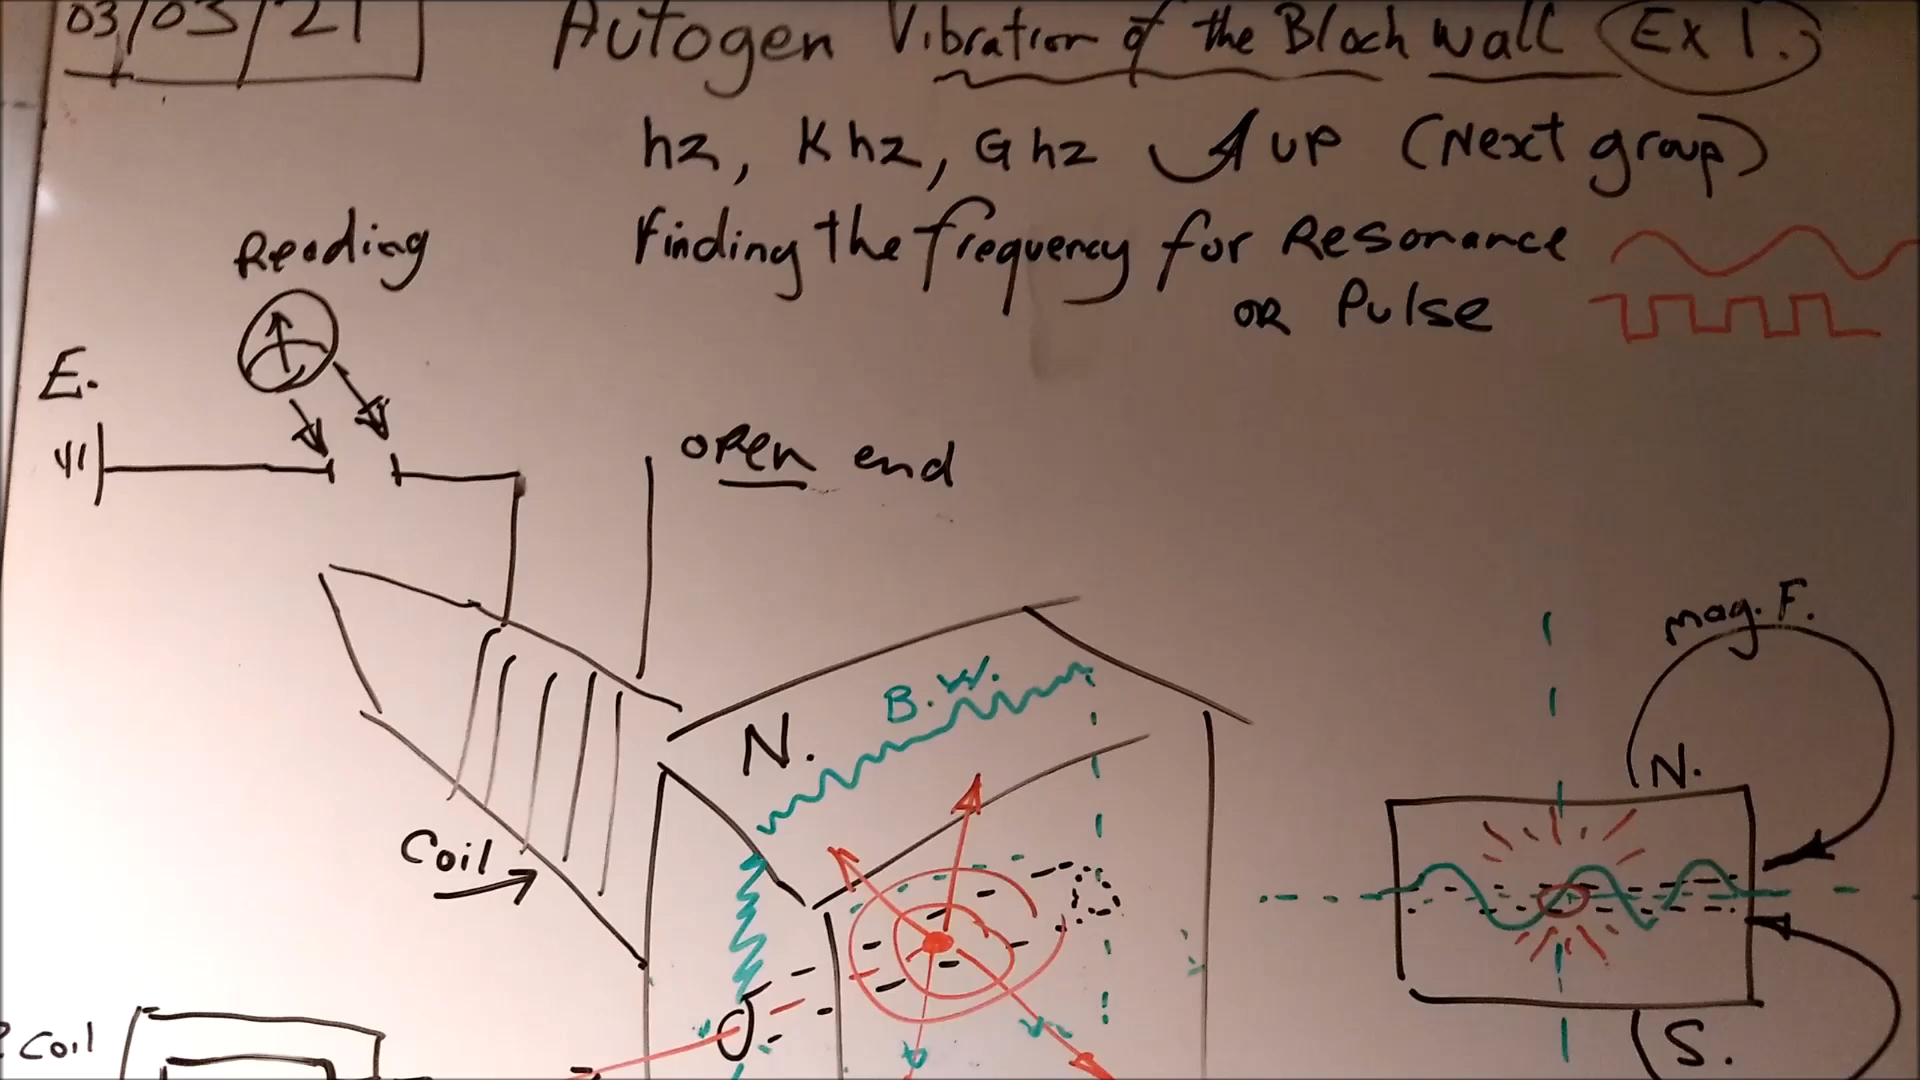 03/03/21
Autogen Vibration of the Bloch wall Ex 1.
hz, Khz, Ghz up (Next group)
Finding the frequency for Resonance
OR Pulse
Reading
E.
open end
mag. F.
B.W.
N.
N.
Coil
Coil
S.